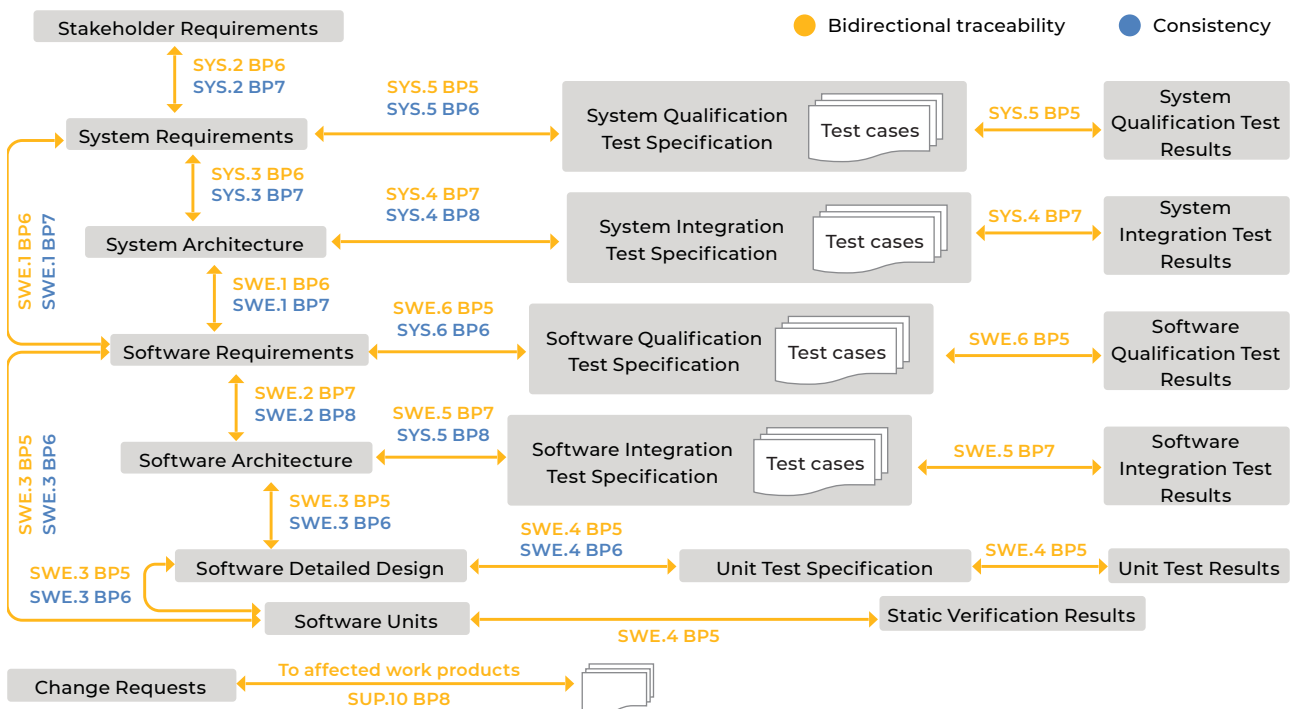 Stakeholder Requirements
Bidirectional traceability
Consistency
SYS.2 BP6
SYS.2 BP7
SYS.5 BP5
SYS.5 BP6
System Requirements
System Qualification
Test Specification
Test cases
SYS.5 BP5
System
Qualification Test
Results
SYS.3 BP6
SYS.3 BP7
SYS.4 BP7
SYS.4 BP8
System Architecture
System Integration
Test Specification
Test cases
SYS.4 BP7
System
Integration Test
Results
SWE.1 BP6
SWE.1 BP7
SWE.1 BP6
SWE.1 BP7
SWE.6 BP5
SYS.6 BP6
Software Requirements
Software Qualification
Test Specification
Test cases
SWE.6 BP5
Software
Qualification Test
Results
SWE.2 BP7
SWE.2 BP8
SWE.5 BP7
SYS.5 BP8
Software Architecture
Software Integration
Test Specification
Test cases
SWE.5 BP7
Software
Integration Test
Results
SWE.3 BP5
SWE.3 BP6
SWE.3 BP5
SWE.3 BP6
SWE.4 BP5
SWE.4 BP6
Software Detailed Design
Unit Test Specification
SWE.4 BP5
Unit Test Results
SWE.3 BP5
SWE.3 BP6
Software Units
SWE.4 BP5
Static Verification Results
Change Requests
To affected work products
SUP.10 BP8